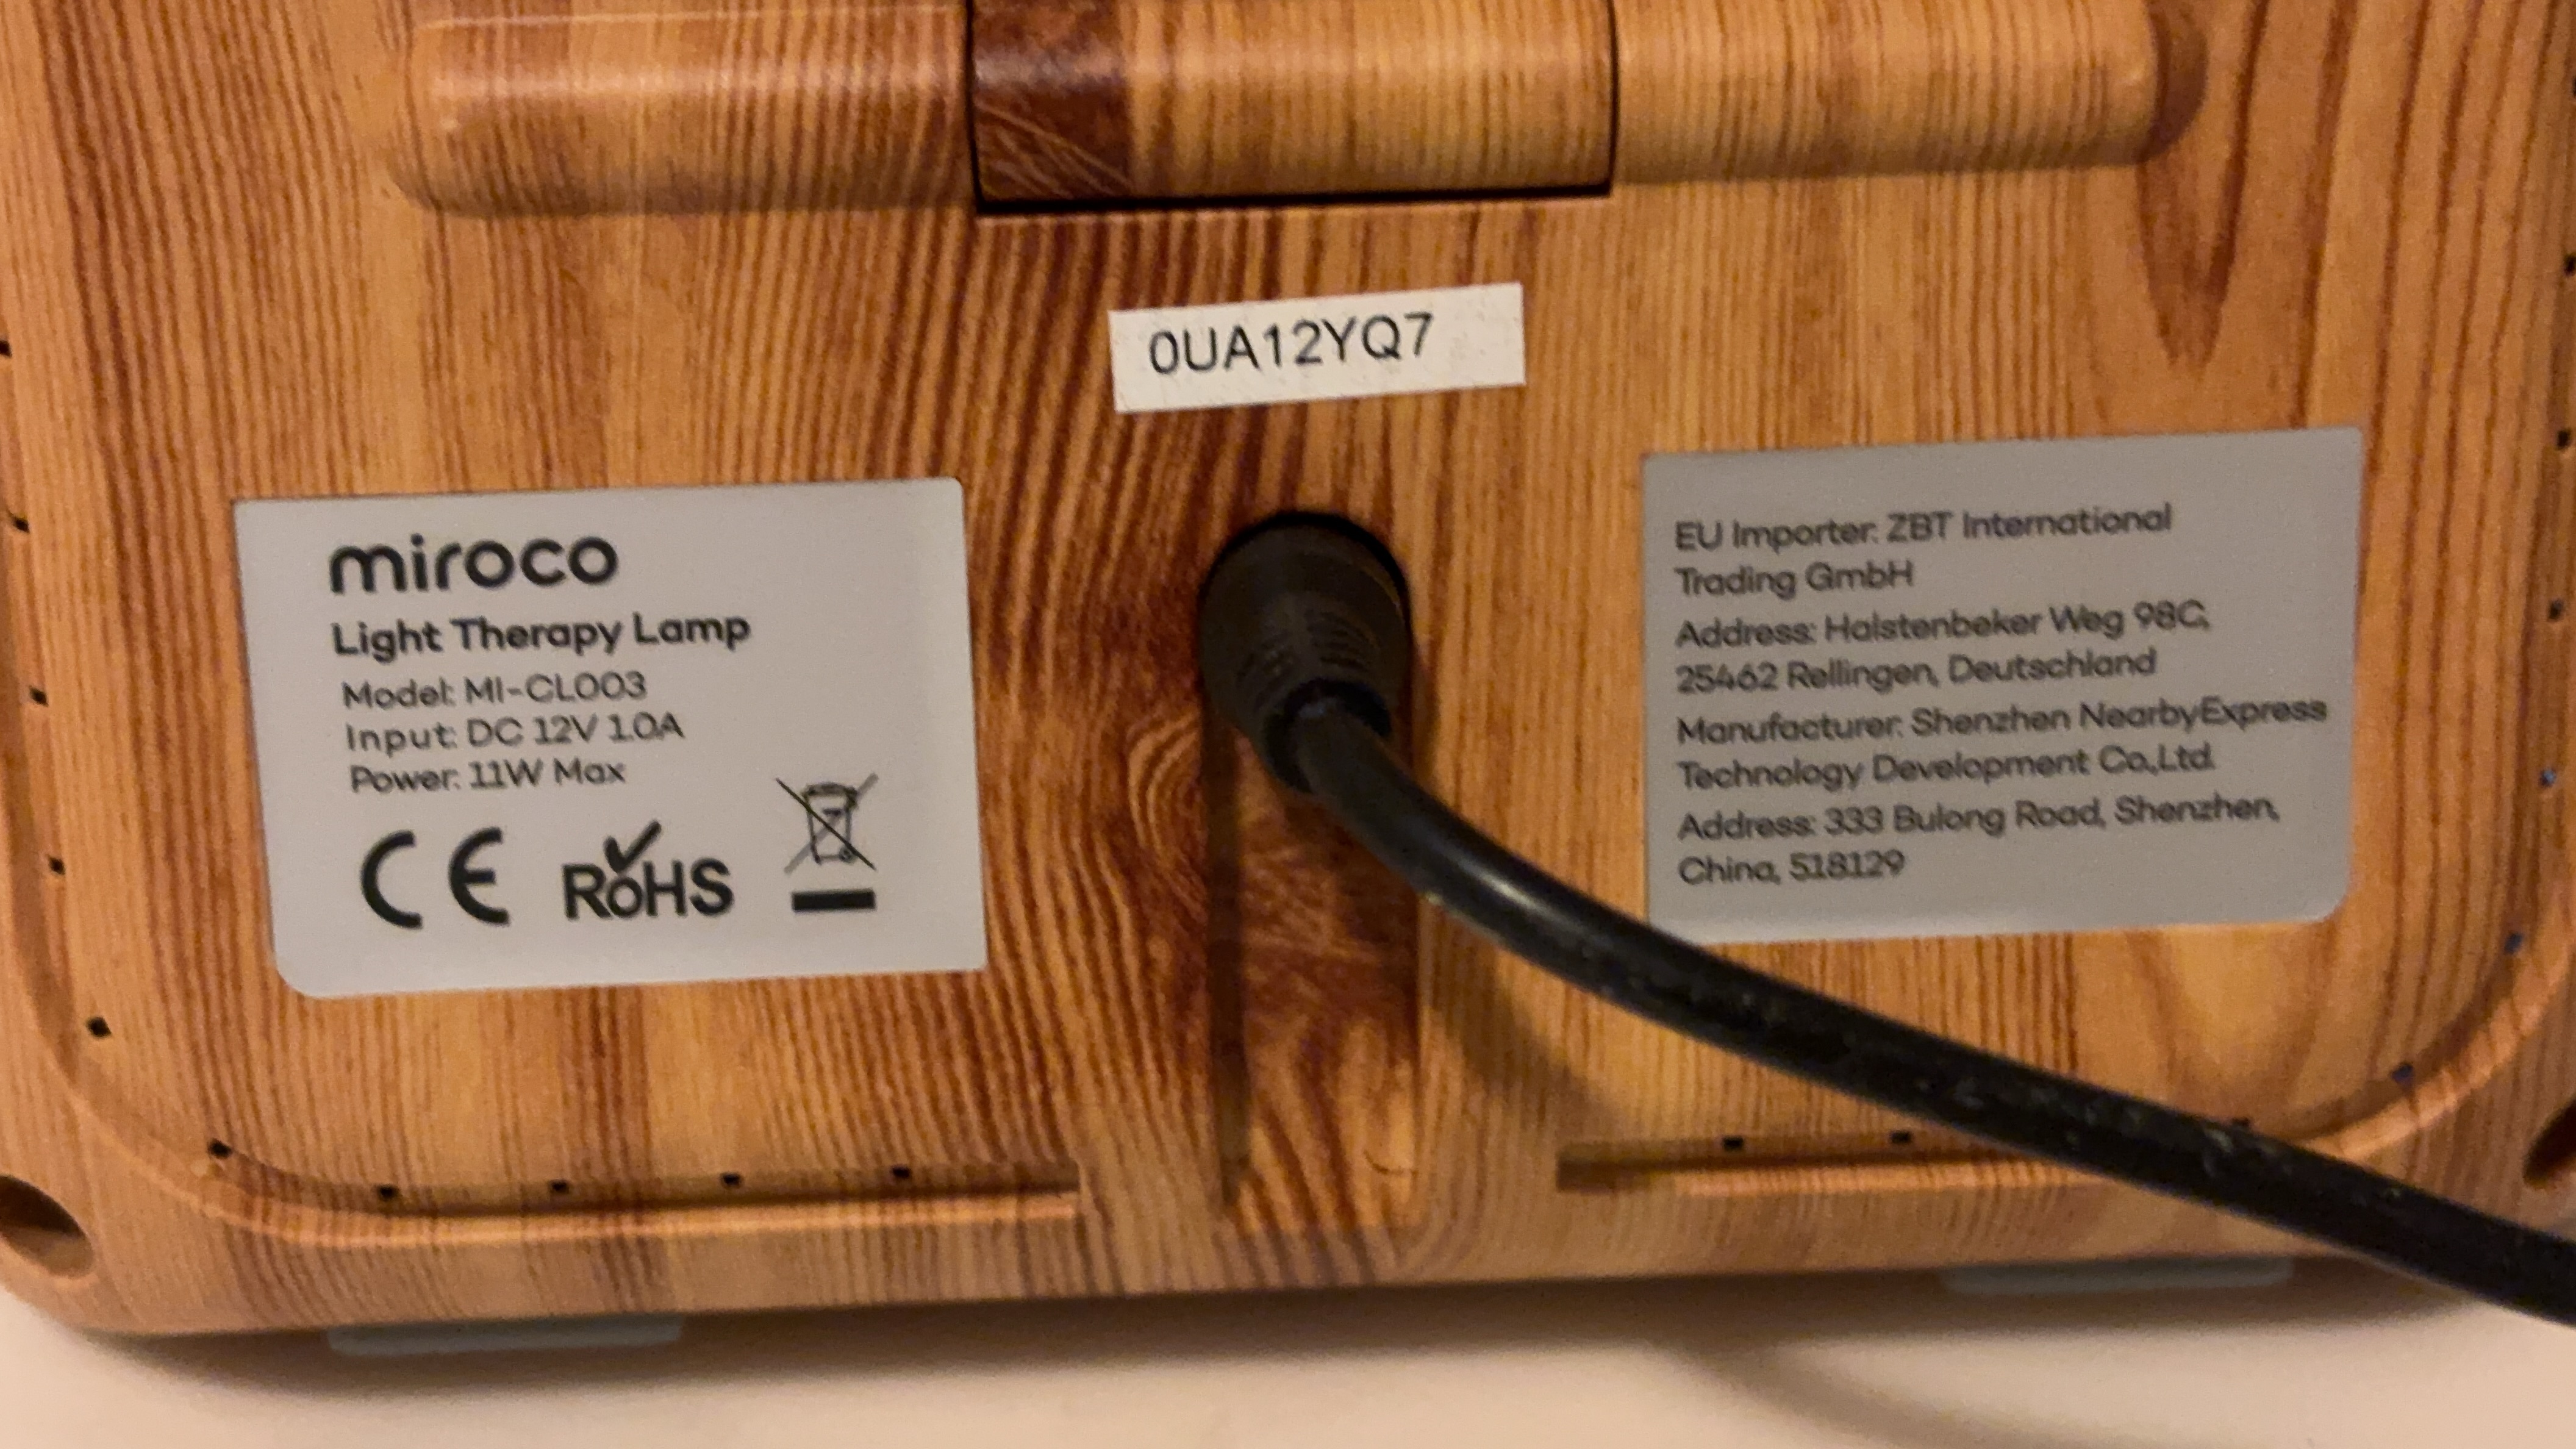 0UA12YQ7
miroco
Light Therapy Lamp
Model: MI-CL003
Input: DC 12V 1.0A
Power: 11W Max
CE RoHS
EU Importer: ZBT International
Trading GmbH
Address: Halstenbeker Weg 98C,
25462 Rellingen, Deutschland
Manufacturer: Shenzhen NearbyExpress
Technology Development Co.,Ltd.
Address: 333 Bulong Road, Shenzhen,
China, 518129